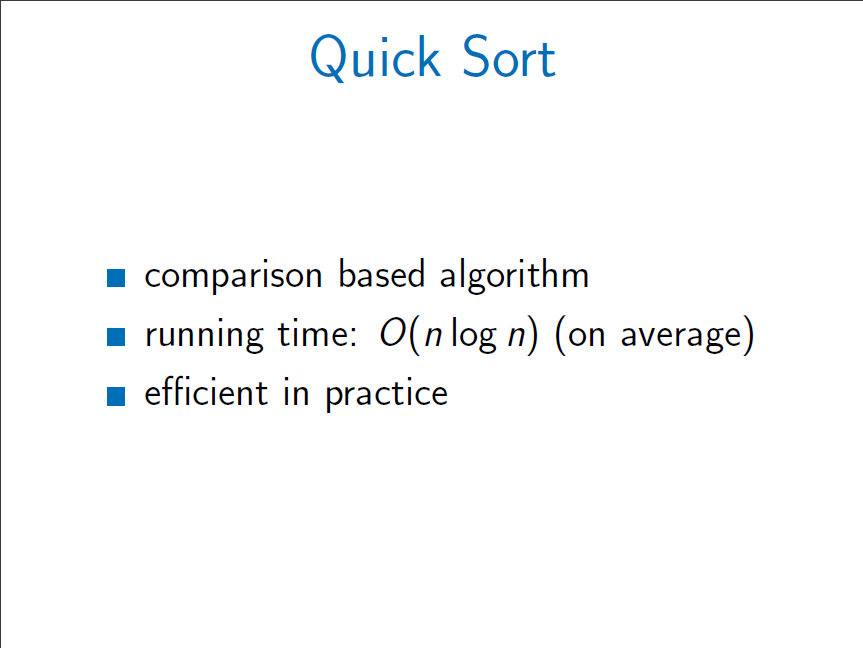 Quick Sort
comparison based algorithm
running time: O(n log n) (on average)
efficient in practice